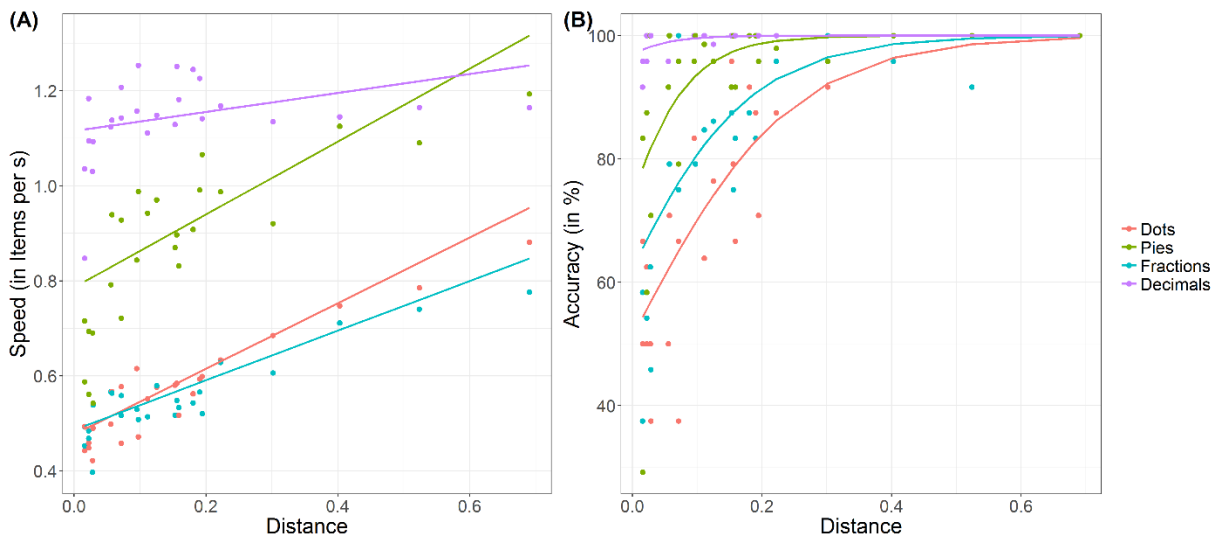 (A)
Speed (in Items per s)
1.2
1.0
0.8
0.6
0.4
0.0 0.2 0.4 0.6
Distance
(B)
Accuracy (in %)
100
80
60
40
0.0 0.2 0.4 0.6
Distance
Dots
Pies
Fractions
Decimals